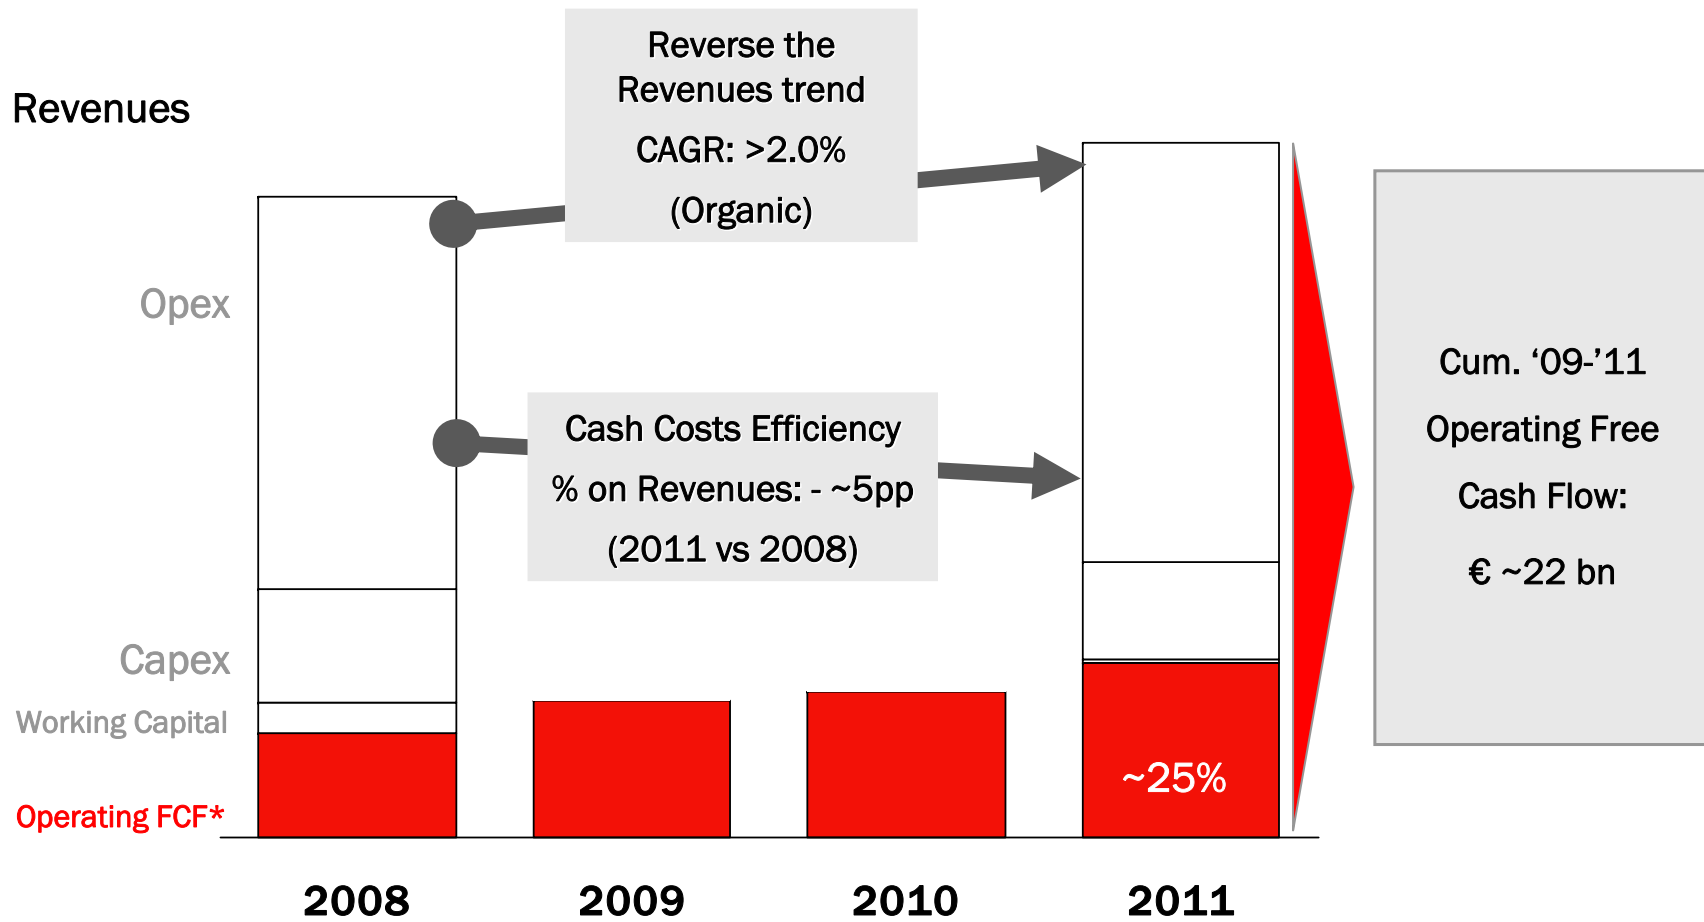 Revenues
Reverse the
Revenues trend
CAGR: >2.0%
(Organic)
Opex
Cash Costs Efficiency
% on Revenues: - ~5pp
(2011 vs 2008)
Cum. ‘09-’11
Operating Free
Cash Flow:
€ ~22 bn
Capex
Working Capital
Operating FCF*
~25%
2008
2009
2010
2011